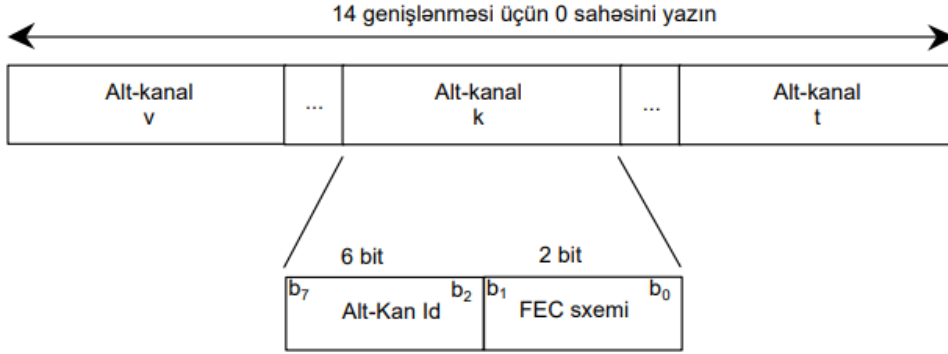 14 genişlənməsi üçün 0 sahəsini yazın
Alt-kanal
v
...
Alt-kanal
k
...
Alt-kanal
t
6 bit
2 bit
b₇
b₂
Alt-Kan Id
b₁
b₀
FEC sxemi